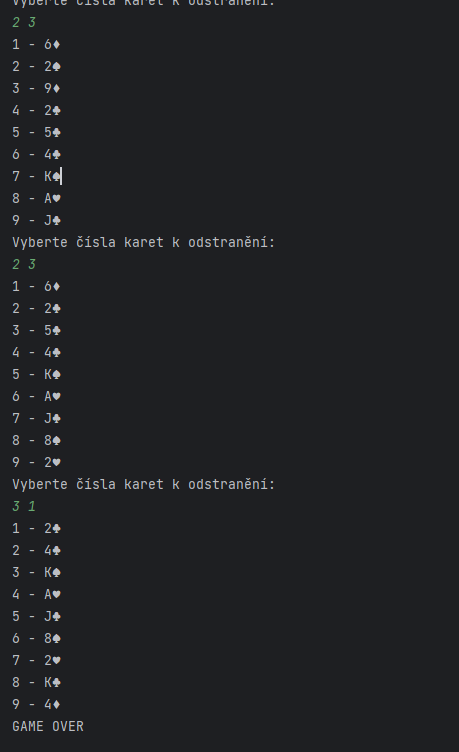 Vyberte čísla karet k odstranění:
2 3
1 - 6♦
2 - 2♠
3 - 9♦
4 - 2♣
5 - 5♣
6 - 4♣
7 - K♠
8 - A♥
9 - J♣
Vyberte čísla karet k odstranění:
2 3
1 - 6♦
2 - 2♣
3 - 5♣
4 - 4♣
5 - K♠
6 - A♥
7 - J♣
8 - 8♠
9 - 2♥
Vyberte čísla karet k odstranění:
3 1
1 - 2♣
2 - 4♣
3 - K♠
4 - A♥
5 - J♣
6 - 8♠
7 - 2♥
8 - K♣
9 - 4♦
GAME OVER